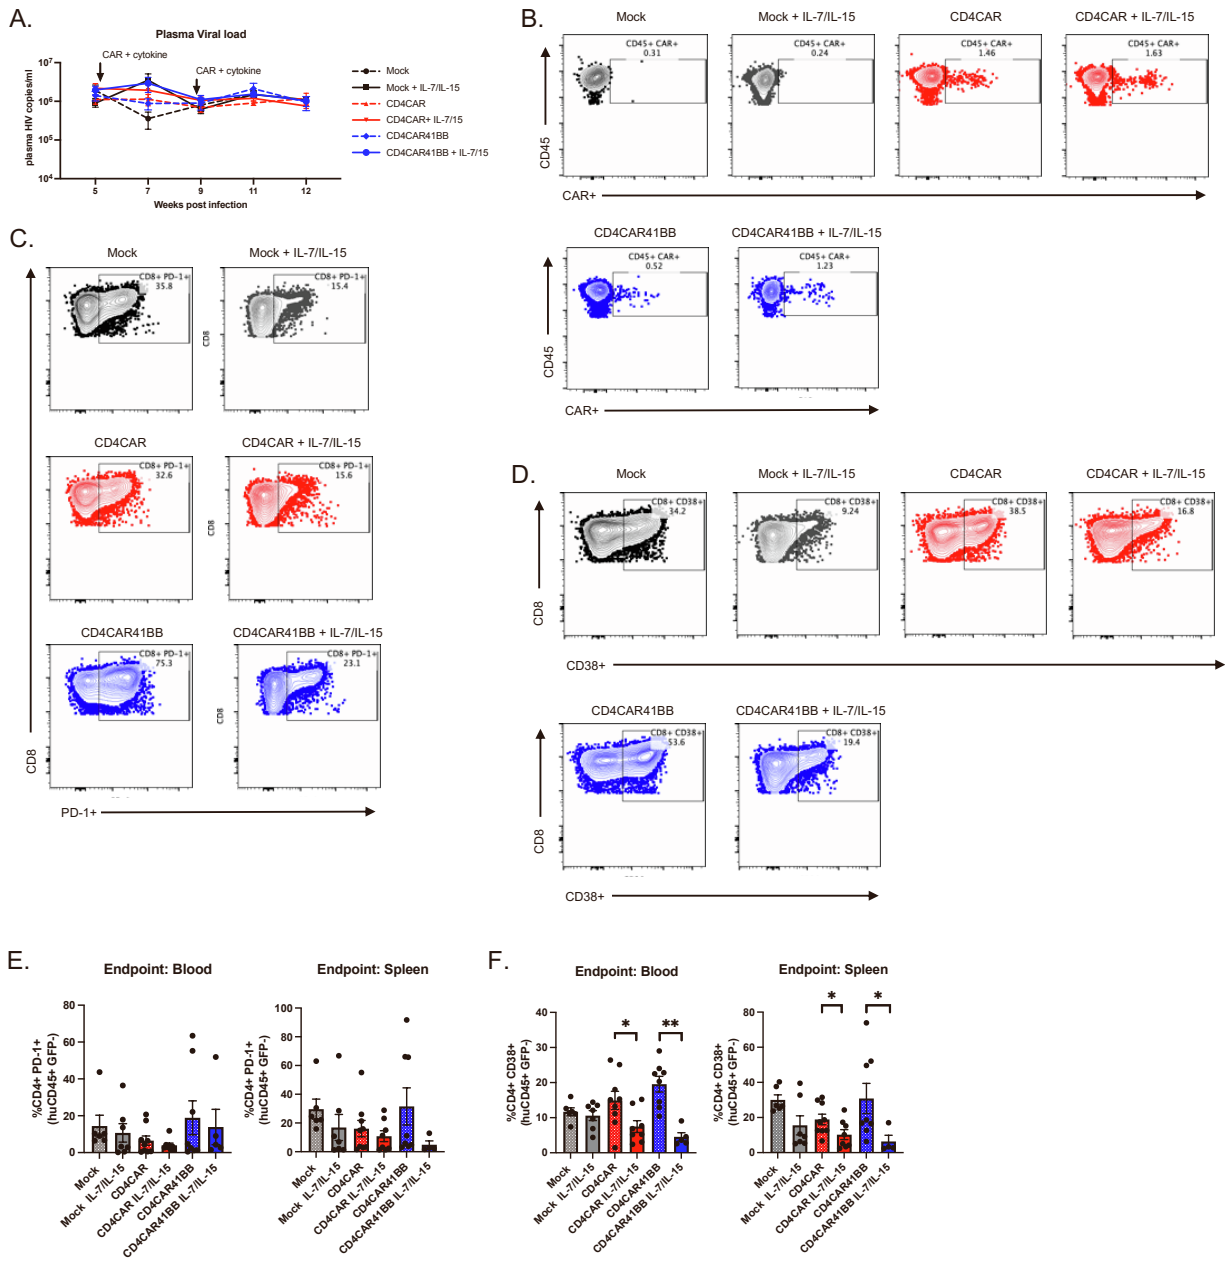 A.
Plasma Viral load
CAR + cytokine
CAR + cytokine
plasma HIV copies/ml
10^7
10^6
10^5
10^4
5
7
9
11
12
Weeks post infection
Mock
Mock + IL-7/IL-15
CD4CAR
CD4CAR+ IL-7/15
CD4CAR41BB
CD4CAR41BB + IL-7/15
B.
Mock
Mock + IL-7/IL-15
CD4CAR
CD4CAR + IL-7/IL-15
CD45+ CAR+
0.31
CD45+ CAR+
0.24
CD45+ CAR+
1.46
CD45+ CAR+
1.63
CD45
CAR+
CD4CAR41BB
CD4CAR41BB + IL-7/IL-15
CD45+ CAR+
0.52
CD45+ CAR+
1.23
CD45
CAR+
C.
Mock
Mock + IL-7/IL-15
CD8+ PD-1+
35.8
CD8+ PD-1+
15.4
CD8
CD4CAR
CD4CAR + IL-7/IL-15
CD8+ PD-1+
32.6
CD8+ PD-1+
15.6
CD8
CD4CAR41BB
CD4CAR41BB + IL-7/IL-15
CD8+ PD-1+
75.3
CD8+ PD-1+
23.1
CD8
CD8
PD-1+
D.
Mock
Mock + IL-7/IL-15
CD4CAR
CD4CAR + IL-7/IL-15
CD8+ CD38+
34.2
CD8+ CD38+
9.24
CD8+ CD38+
38.5
CD8+ CD38+
16.8
CD8
CD38+
CD4CAR41BB
CD4CAR41BB + IL-7/IL-15
CD8+ CD38+
53.6
CD8+ CD38+
19.4
CD8
CD38+
E.
Endpoint: Blood
%CD4+ PD-1+
(huCD45+ GFP-)
80
60
40
20
0
Mock
Mock IL-7/IL-15
CD4CAR
CD4CAR IL-7/IL-15
CD4CAR41BB
CD4CAR41BB IL-7/IL-15
Endpoint: Spleen
%CD4+ PD-1+
(huCD45+ GFP-)
100
80
60
40
20
0
Mock
Mock IL-7/IL-15
CD4CAR
CD4CAR IL-7/IL-15
CD4CAR41BB
CD4CAR41BB IL-7/IL-15
F.
Endpoint: Blood
%CD4+ CD38+
(huCD45+ GFP-)
40
30
20
10
0
*
**
Mock
Mock IL-7/IL-15
CD4CAR
CD4CAR IL-7/IL-15
CD4CAR41BB
CD4CAR41BB IL-7/IL-15
Endpoint: Spleen
%CD4+ CD38+
(huCD45+ GFP-)
80
60
40
20
0
*
*
Mock
Mock IL-7/IL-15
CD4CAR
CD4CAR IL-7/IL-15
CD4CAR41BB
CD4CAR41BB IL-7/IL-15